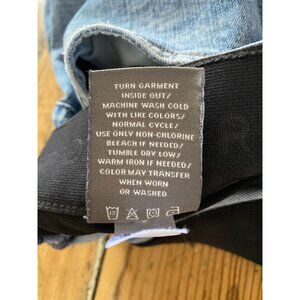 TURN GARMENT
INSIDE OUT/
MACHINE WASH COLD
WITH LIKE COLORS/
NORMAL CYCLE/
USE ONLY NON-CHLORINE
BLEACH IF NEEDED/
TUMBLE DRY LOW/
WARM IRON IF NEEDED/
COLOR MAY TRANSFER
WHEN WORN
OR WASHED